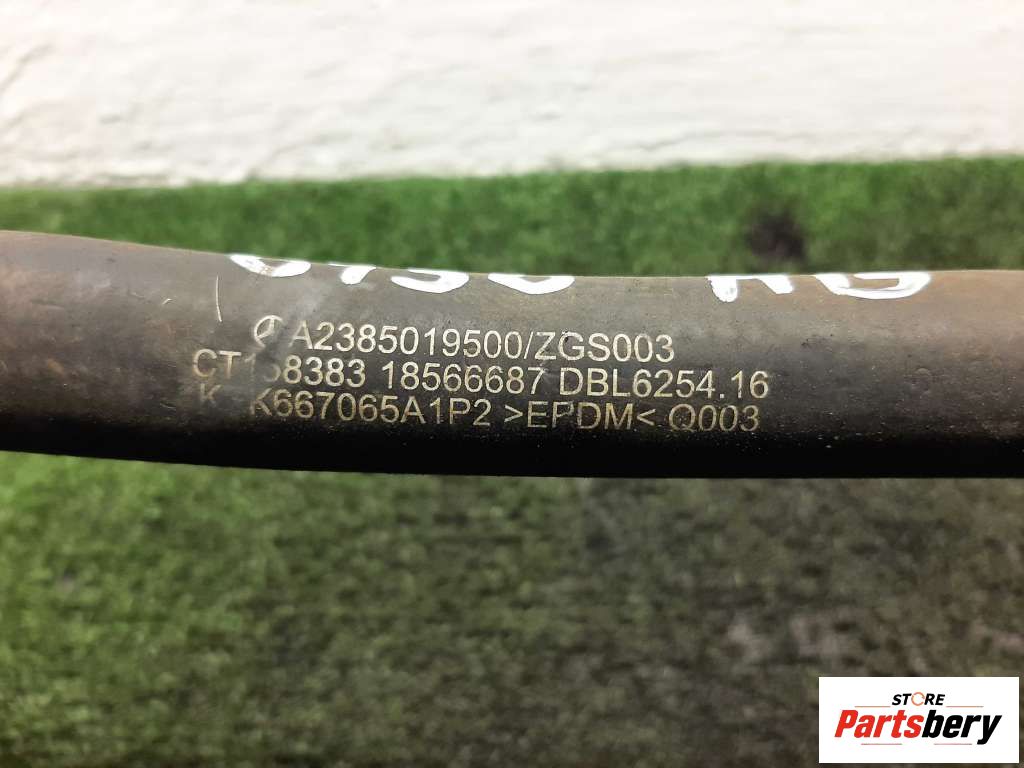 A2385019500/ZGS003
18566687 DBL6254.16
K667065A1P2 >EPDM< Q003
STORE
Partsbery